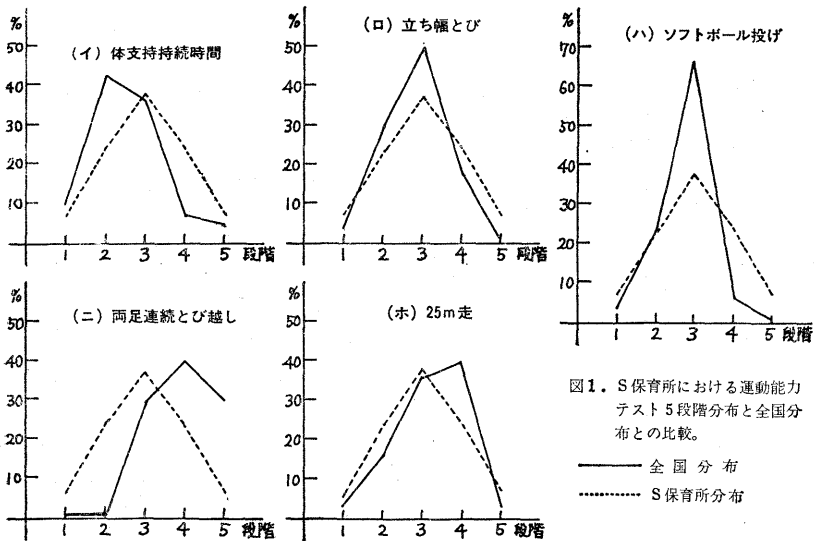 (イ) 体支持持続時間
%
50
40
30
20
10
1 2 3 4 5 段階
(ロ) 立ち幅とび
%
50
40
30
20
10
1 2 3 4 5 段階
(ハ) ソフトボール投げ
%
70
60
50
40
30
20
10
1 2 3 4 5 段階
(ニ) 両足連続とび越し
%
50
40
30
20
10
1 2 3 4 5 段階
(ホ) 25m走
%
50
40
30
20
10
1 2 3 4 5 段階
図1. S保育所における運動能力
テスト5段階分布と全国分
布との比較。
全国分布
S保育所分布